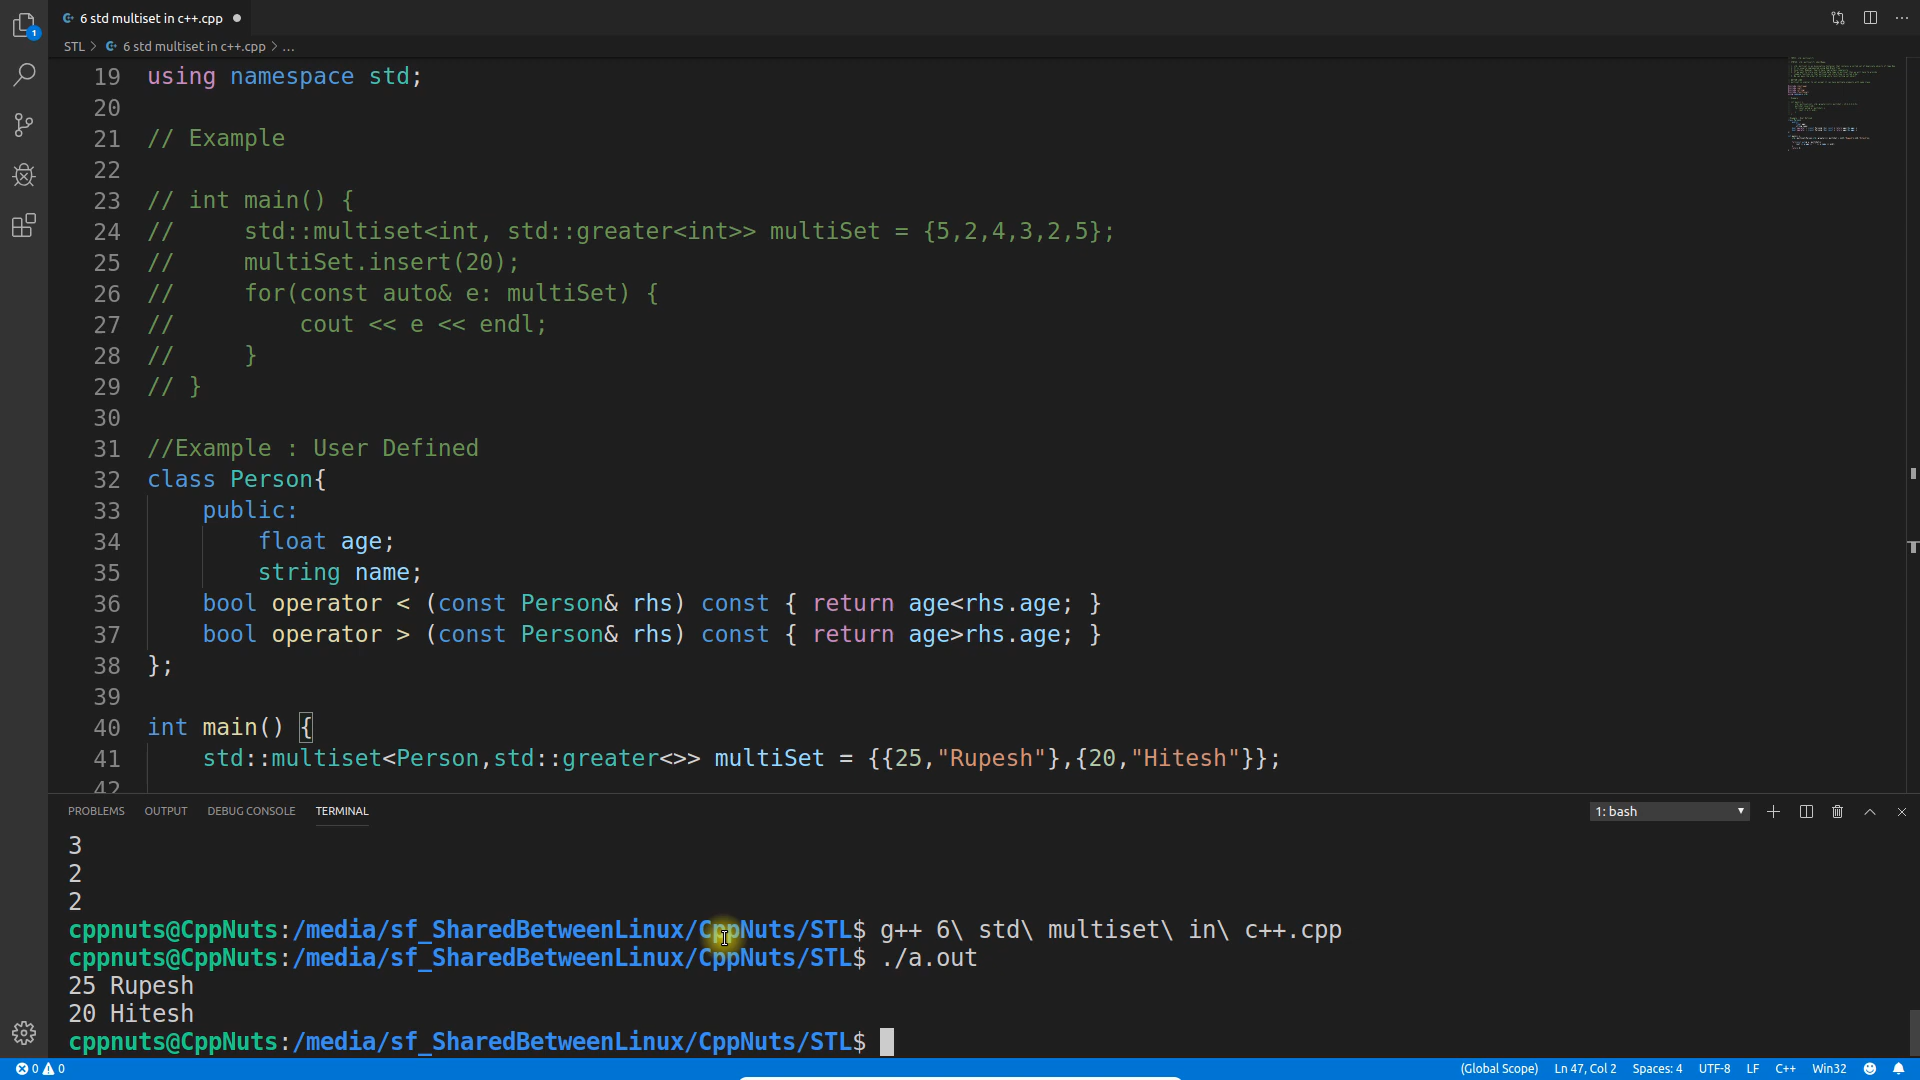 1
6 std multiset in c++.cpp
STL > 6 std multiset in c++.cpp > ...
19 using namespace std;
20
21 // Example
22
23 // int main() {
24 //     std::multiset<int, std::greater<int>> multiSet = {5,2,4,3,2,5};
25 //     multiSet.insert(20);
26 //     for(const auto& e: multiSet) {
27 //         cout << e << endl;
28 //     }
29 // }
30
31 //Example : User Defined
32 class Person{
33     public:
34         float age;
35         string name;
36     bool operator < (const Person& rhs) const { return age<rhs.age; }
37     bool operator > (const Person& rhs) const { return age>rhs.age; }
38 };
39
40 int main() {
41     std::multiset<Person,std::greater<>> multiSet = {{25,"Rupesh"},{20,"Hitesh"}};
42
PROBLEMS OUTPUT DEBUG CONSOLE TERMINAL 1: bash
3
2
2
cppnuts@CppNuts:/media/sf_SharedBetweenLinux/CppNuts/STL$ g++ 6\ std\ multiset\ in\ c++.cpp
cppnuts@CppNuts:/media/sf_SharedBetweenLinux/CppNuts/STL$ ./a.out
25 Rupesh
20 Hitesh
cppnuts@CppNuts:/media/sf_SharedBetweenLinux/CppNuts/STL$
0 0 (Global Scope) Ln 47, Col 2 Spaces: 4 UTF-8 LF C++ Win32